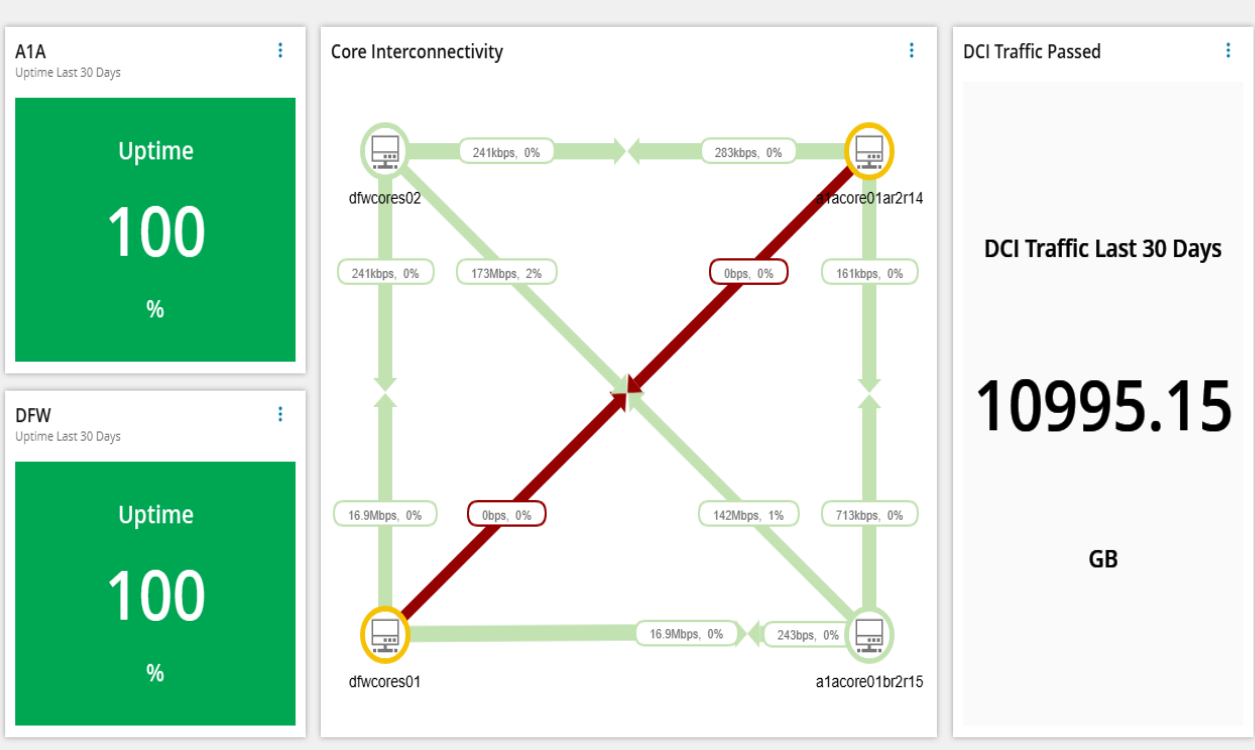 A1A
Uptime Last 30 Days
Uptime
100
%
DFW
Uptime Last 30 Days
Uptime
100
%
Core Interconnectivity
241kbps, 0%
283kbps, 0%
dfwcores02
a1acore01ar2r14
241kbps, 0%
173Mbps, 2%
0bps, 0%
161kbps, 0%
16.9Mbps, 0%
0bps, 0%
142Mbps, 1%
713kbps, 0%
16.9Mbps, 0%
243bps, 0%
dfwcores01
a1acore01br2r15
DCI Traffic Passed
DCI Traffic Last 30 Days
10995.15
GB